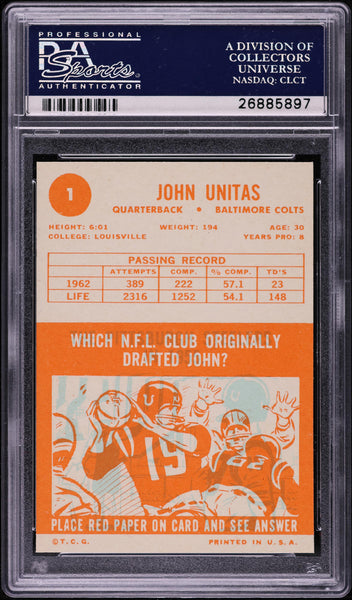 PROFESSIONAL
PSA
Sports
AUTHENTICATOR
A DIVISION OF
COLLECTORS
UNIVERSE
NASDAQ: CLCT
26885897
1
JOHN UNITAS
QUARTERBACK • BALTIMORE COLTS
HEIGHT: 6:01 WEIGHT: 194 AGE: 30
COLLEGE: LOUISVILLE YEARS PRO: 8
PASSING RECORD
ATTEMPTS COMP. % COMP. TD'S
1962 389 222 57.1 23
LIFE 2316 1252 54.1 148
WHICH N.F.L. CLUB ORIGINALLY
DRAFTED JOHN?
U
19
82
PLACE RED PAPER ON CARD AND SEE ANSWER
© T.C.G. PRINTED IN U.S.A.